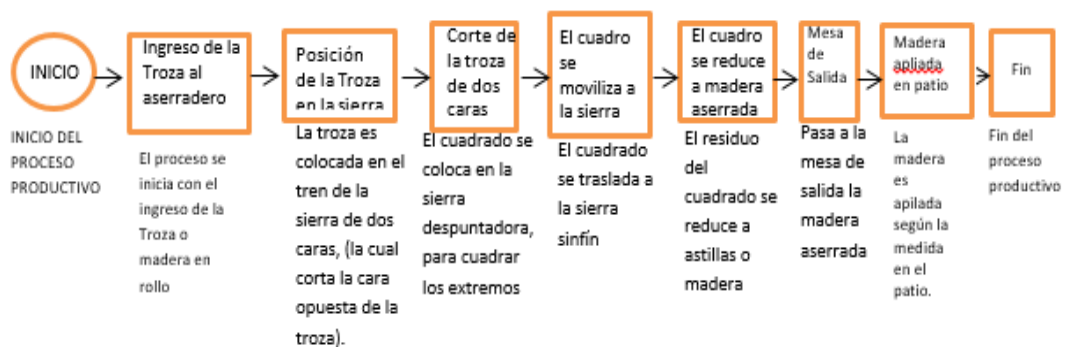 INICIO
INICIO DEL
PROCESO
PRODUCTIVO
Ingreso de la
Troza al
aserradero
El proceso se
inicia con el
ingreso de la
Troza o
madera en
rollo
Posición
de la Troza
en la sierra
La troza es
colocada en el
tren de la
sierra de dos
caras, (la cual
corta la cara
opuesta de la
troza).
Corte de
la troza
de dos
caras
El cuadrado se
coloca en la
sierra
despuntadora,
para cuadrar
los extremos
El cuadro
se
moviliza a
la sierra
El cuadrado
se traslada a
la sierra
sinfín
El cuadro
se reduce
a madera
aserrada
El residuo
del
cuadrado se
reduce a
astillas o
madera
Mesa
de
Salida
Pasa a la
mesa de
salida la
madera
aserrada
Madera
apliada
en patio
La
madera
es
apilada
según la
medida
en el
patio.
Fin
Fin del
proceso
productivo